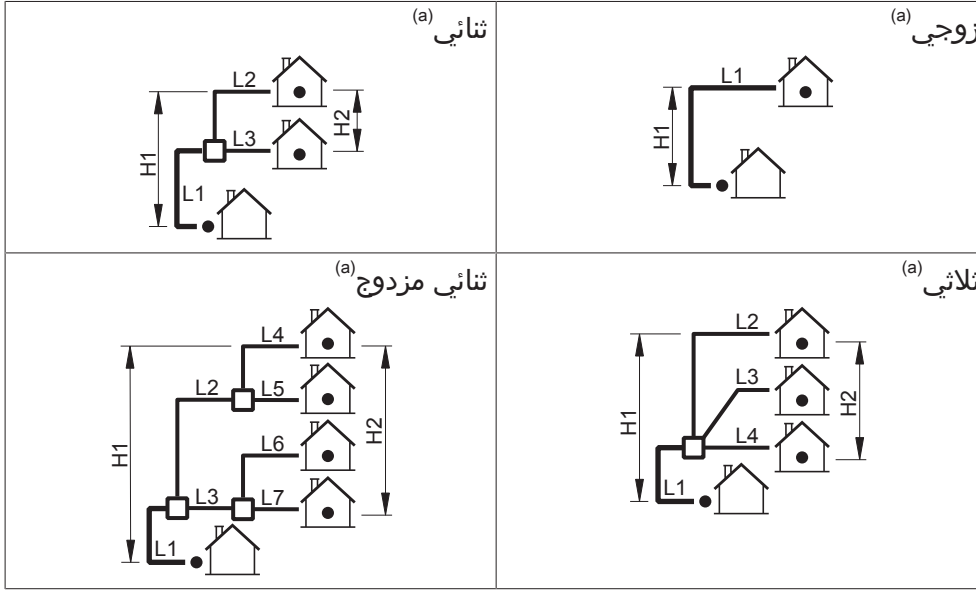 زوجي(a)
L1
H1
ثنائي(a)
L2
H2
L3
H1
L1
ثلاثي(a)
L2
L3
H1
H2
L4
L1
ثنائي مزدوج(a)
L4
L2
L5
H1
H2
L6
L3
L7
L1